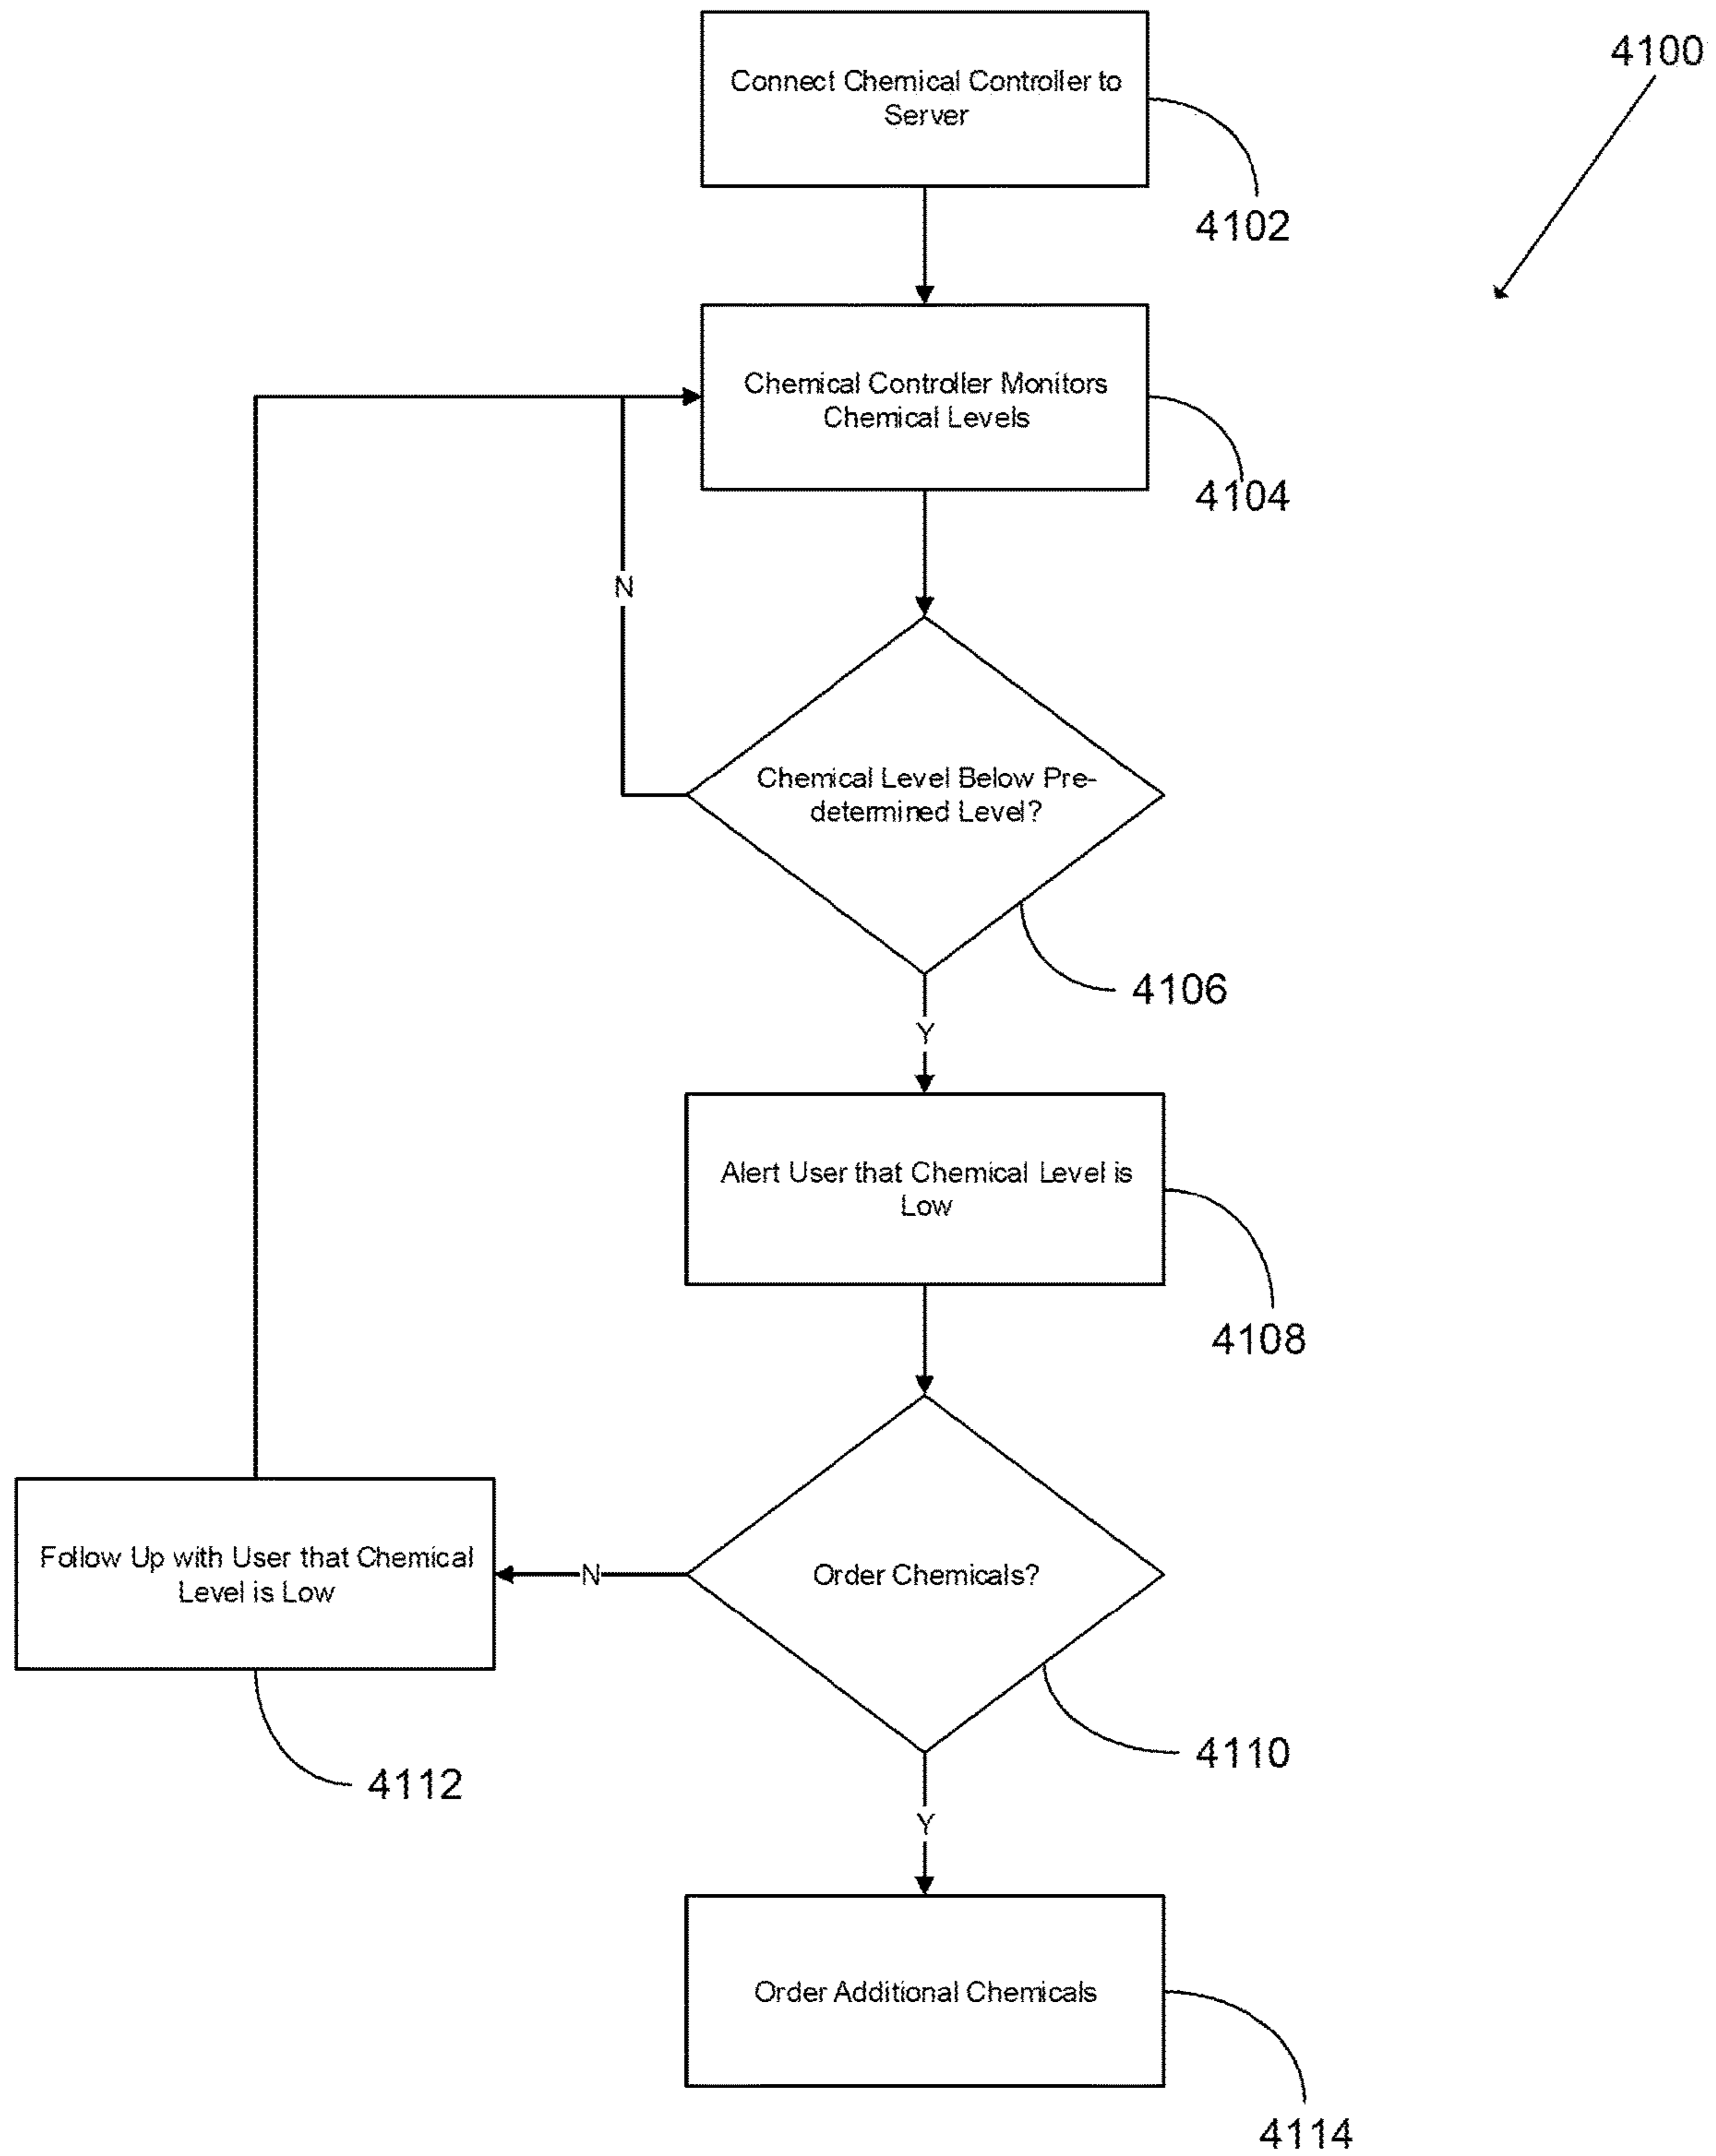 4100
Connect Chemical Controller to
Server
4102
Chemical Controller Monitors
Chemical Levels
4104
N
Chemical Level Below Pre-
determined Level?
4106
Y
Alert User that Chemical Level is
Low
4108
Follow Up with User that Chemical
Level is Low
N
Order Chemicals?
4110
4112
Y
Order Additional Chemicals
4114